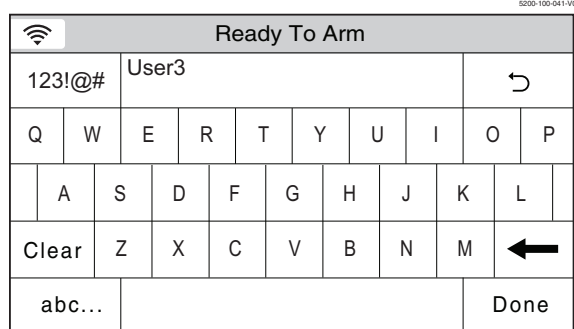 5200-100-041-V0
Ready To Arm
123!@# User3
Q W E R T Y U I O P
A S D F G H J K L
Clear Z X C V B N M
abc... Done